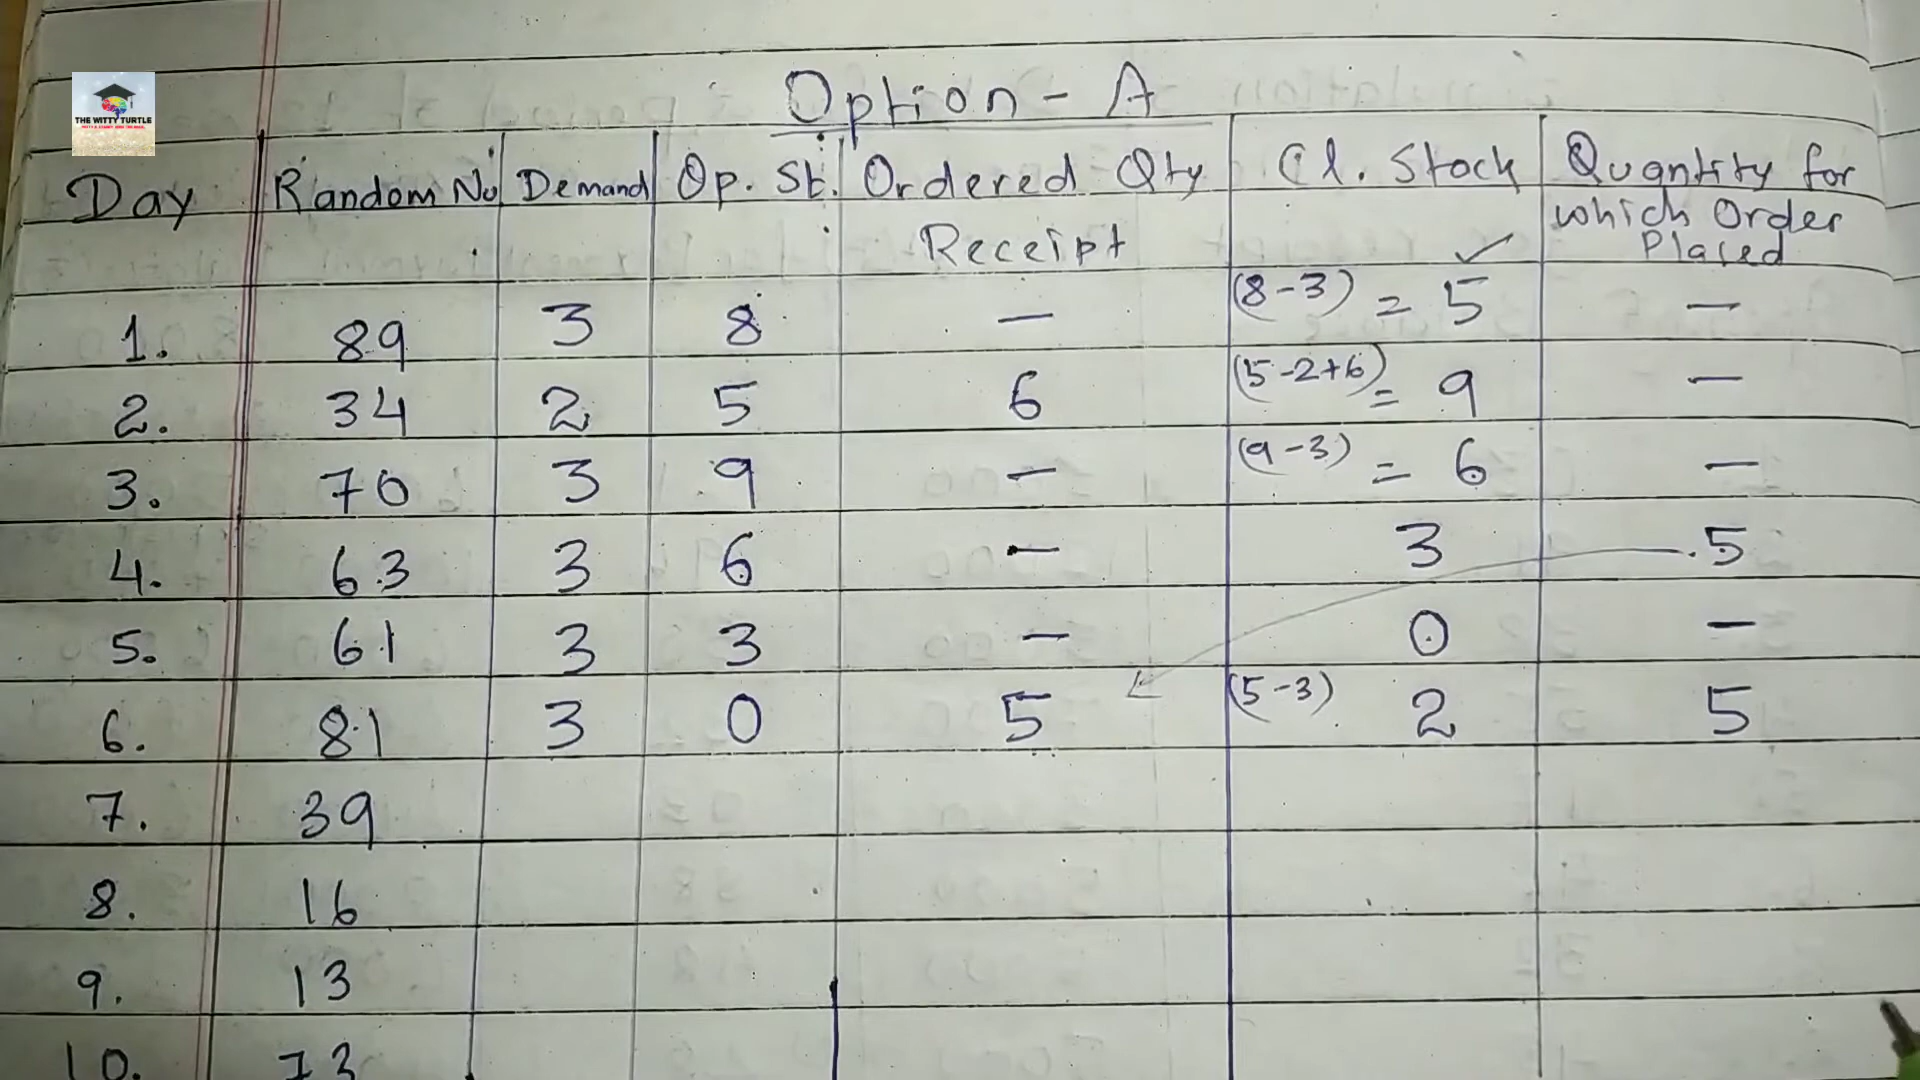 THE WITTY TURTLE
Option - A
Day Random No Demand Op. St. Ordered Qty Receipt Cl. Stock Quantity for which Order Placed
1. 89 3 8 — (8-3) = 5 —
2. 34 2 5 6 (5-2+6) = 9 —
3. 70 3 9 — (9-3) = 6 —
4. 63 3 6 — 3 5
5. 61 3 3 — 0 —
6. 81 3 0 5 (5-3) 2 5
7. 39
8. 16
9. 13
10. 73